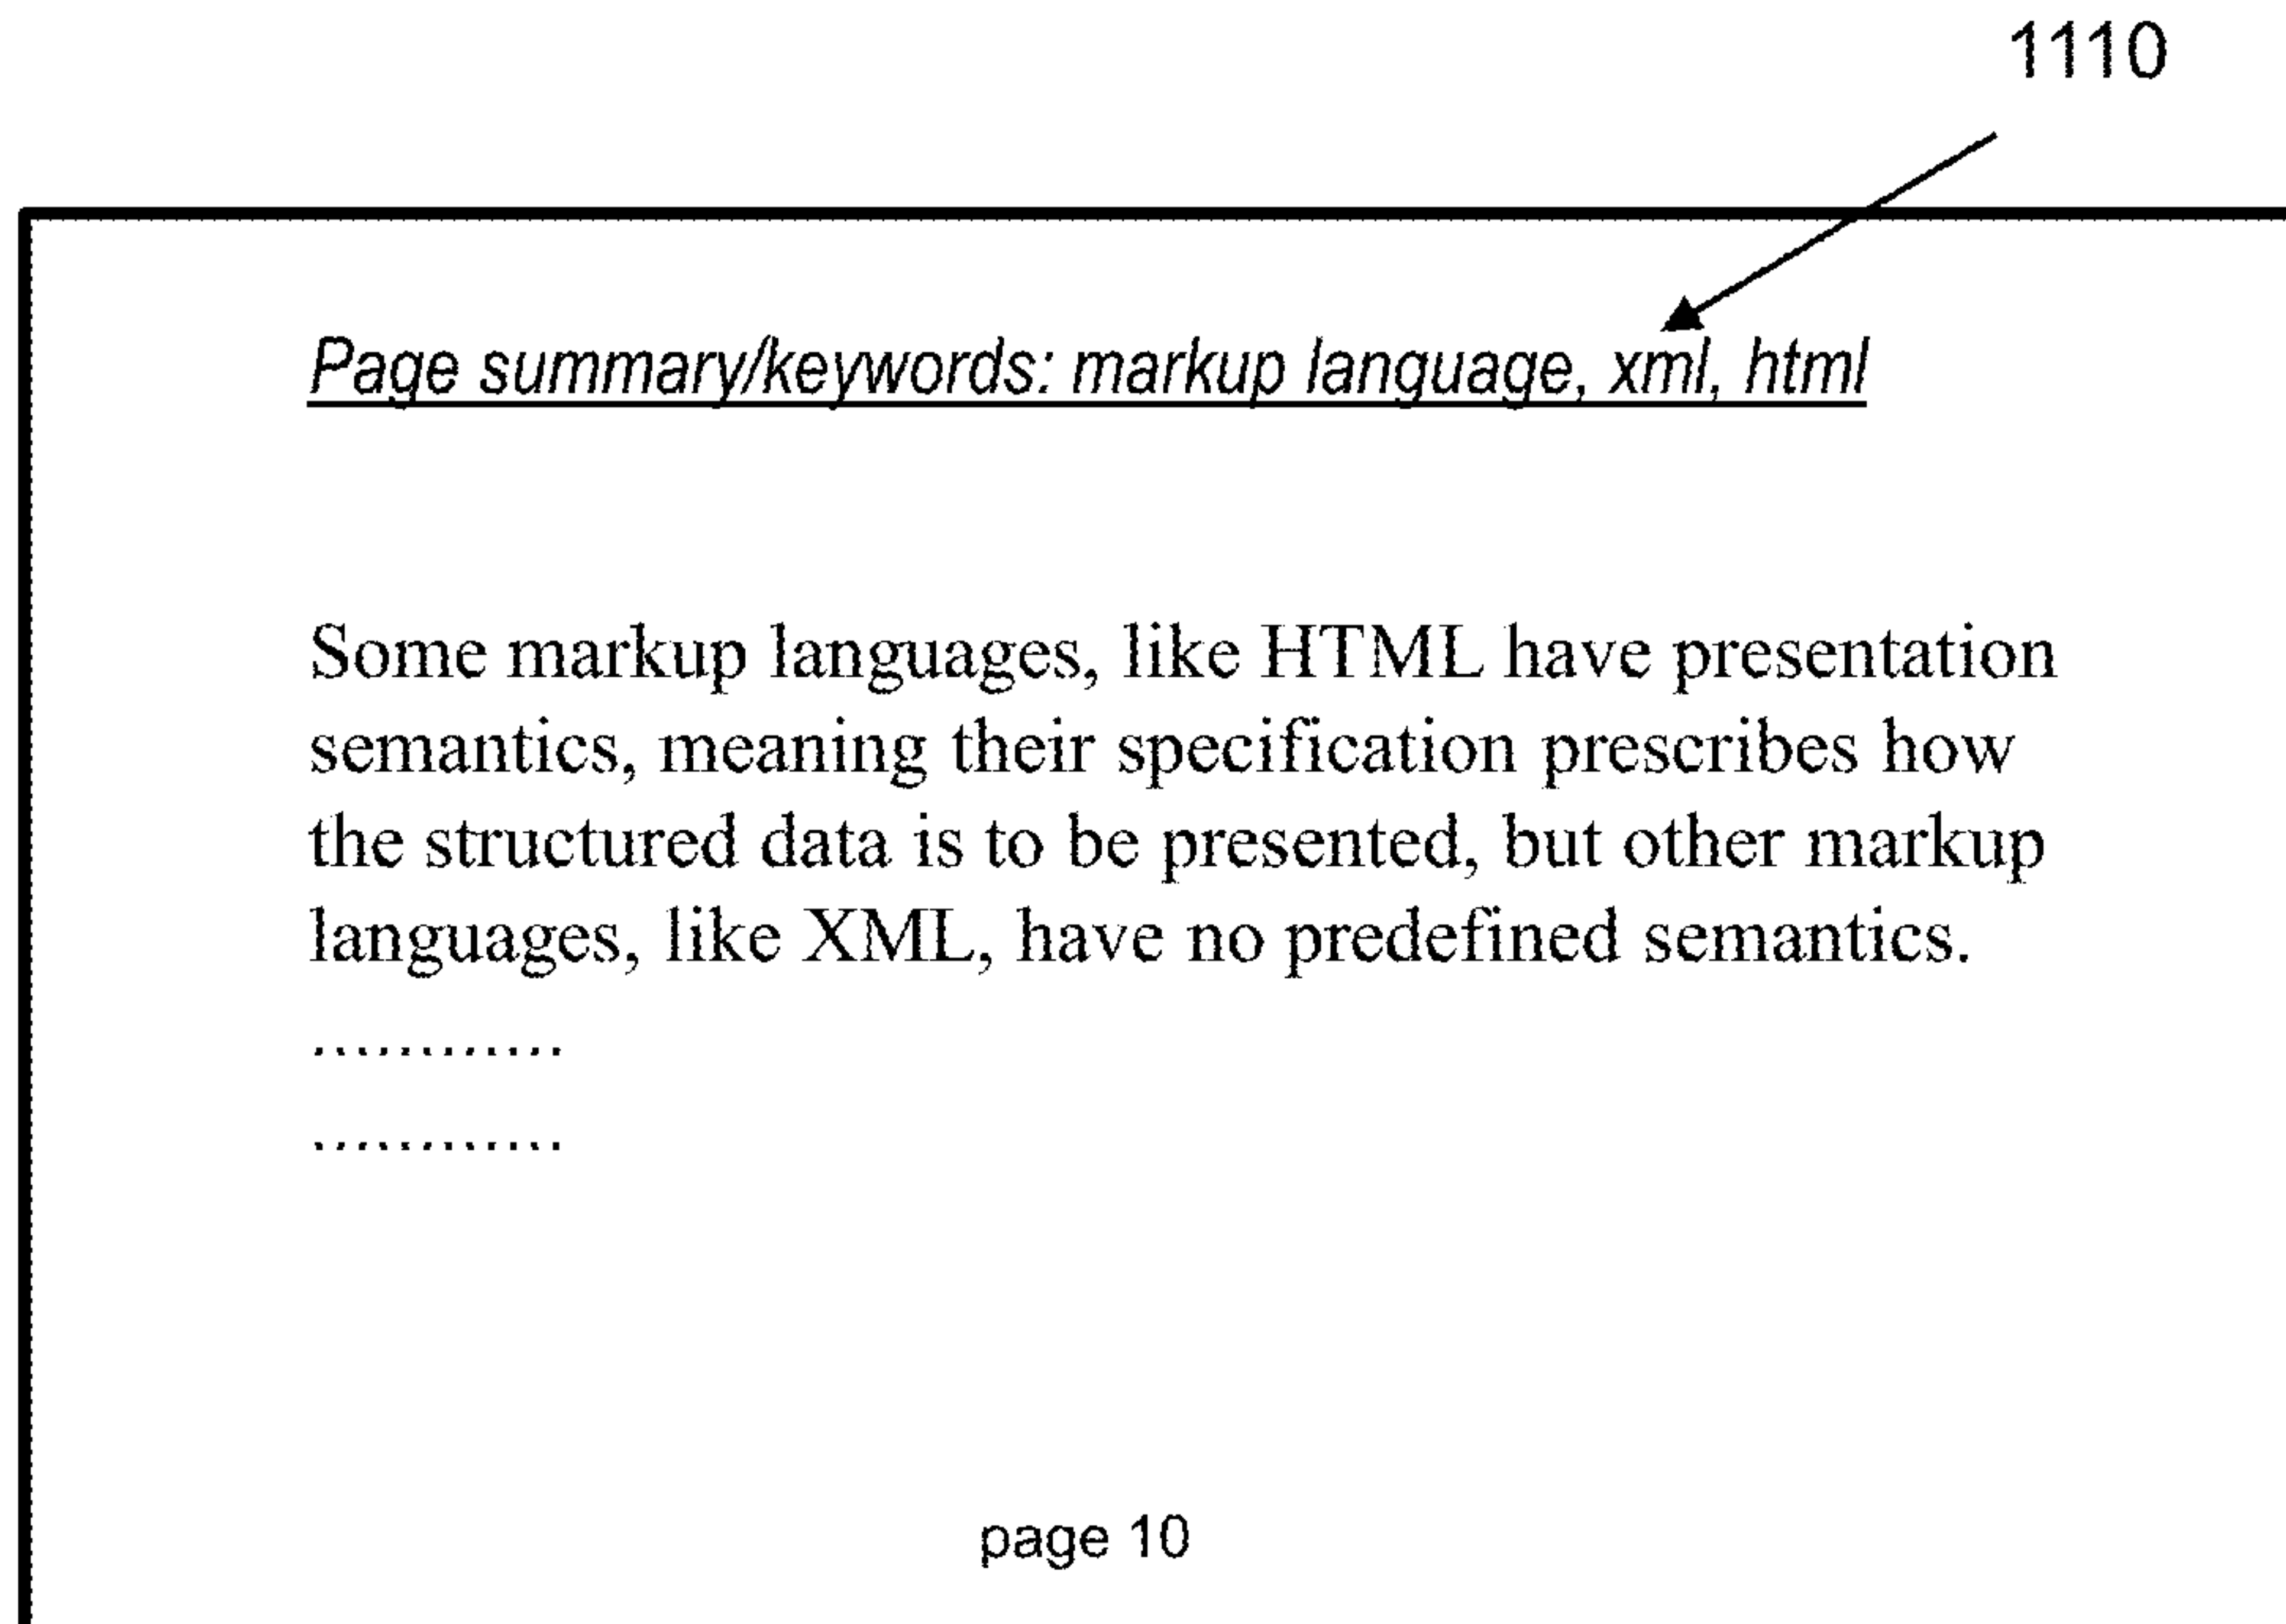 1110
Page summary/keywords: markup language, xml, html
Some markup languages, like HTML have presentation
semantics, meaning their specification prescribes how
the structured data is to be presented, but other markup
languages, like XML, have no predefined semantics.
............
............
page 10